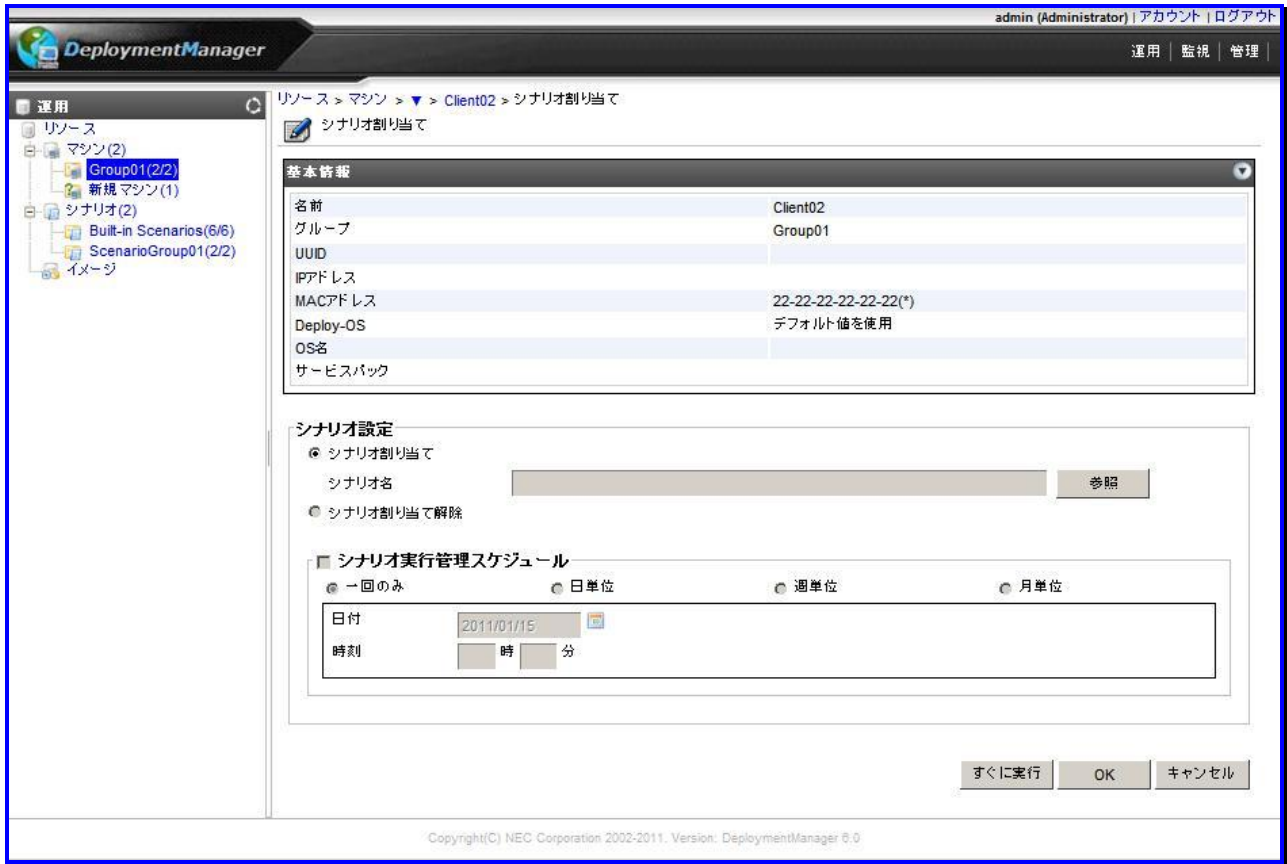 admin (Administrator) | アカウント | ログアウト
DeploymentManager
運用 | 監視 | 管理 |
運用
リソース
マシン(2)
Group01(2/2)
新規マシン(1)
シナリオ(2)
Built-in Scenarios(6/6)
ScenarioGroup01(2/2)
イメージ
リソース > マシン > ▼ > Client02 > シナリオ割り当て
シナリオ割り当て
基本情報
名前 Client02
グループ Group01
UUID
IPアドレス
MACアドレス 22-22-22-22-22-22(*)
Deploy-OS デフォルト値を使用
OS名
サービスパック
シナリオ設定
シナリオ割り当て
シナリオ名 参照
シナリオ割り当て解除
シナリオ実行管理スケジュール
一回のみ 日単位 週単位 月単位
日付 2011/01/15
時刻 時 分
すぐに実行 OK キャンセル
Copyright(C) NEC Corporation 2002-2011. Version: DeploymentManager 6.0